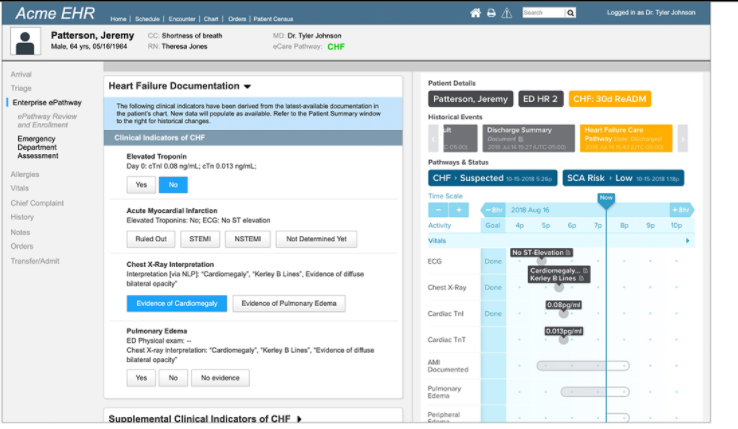 Acme EHR
Home | Schedule | Encounter | Chart | Orders | Patient Census
Search
Logged in as Dr. Tyler Johnson
Patterson, Jeremy
Male, 64 yrs, 05/16/1964
CC: Shortness of breath
RN: Theresa Jones
MD: Dr. Tyler Johnson
eCare Pathway: CHF
Arrival
Triage
Enterprise ePathway
ePathway Review
and Enrollment
Emergency
Department
Assessment
Allergies
Vitals
Chief Complaint
History
Notes
Orders
Transfer/Admit
Heart Failure Documentation
The following clinical indicators have been derived from the latest-available documentation in
the patient's chart. New data will populate as available. Refer to the Patient Summary window
to the right for historical changes.
Clinical Indicators of CHF
Elevated Troponin
Day 0: cTnI 0.08 ng/mL; cTn 0.013 ng/mL;
Yes No
Acute Myocardial Infarction
Elevated Troponins: No; ECG: No ST elevation
Ruled Out STEMI NSTEMI Not Determined Yet
Chest X-Ray Interpretation
Interpretation [via NLP]: "Cardiomegaly", "Kerley B Lines", Evidence of diffuse
bilateral opacity"
Evidence of Cardiomegaly Evidence of Pulmonary Edema
Pulmonary Edema
ED Physical exam: --
Chest X-ray interpretation: "Cardiomegaly", "Kerley B Lines", "Evidence of diffuse
bilateral opacity"
Yes No No evidence
Supplemental Clinical Indicators of CHF
Patient Details
Patterson, Jeremy ED HR 2 CHF: 30d ReADM
Historical Events
Discharge Summary
Document
2018 Jul 14 15:27 (UTC-05:00)
Heart Failure Care
Pathway
Pathways & Status
CHF › Suspected 10-15-2018 5:26p
SCA Risk › Low 10-15-2018 1:18p
Time Scale
Now
− + −8hr 2018 Aug 16 +8hr
Activity Goal 4p 5p 6p 7p 8p 9p 10p
Vitals
No ST-Elevation
ECG Done
Cardiomegaly...
Kerley B Lines
Chest X-Ray Done
0.08pg/ml
Cardiac TnI Done
0.013pg/ml
Cardiac TnT
AMI
Documented
Pulmonary
Edema
Peripheral
Edema